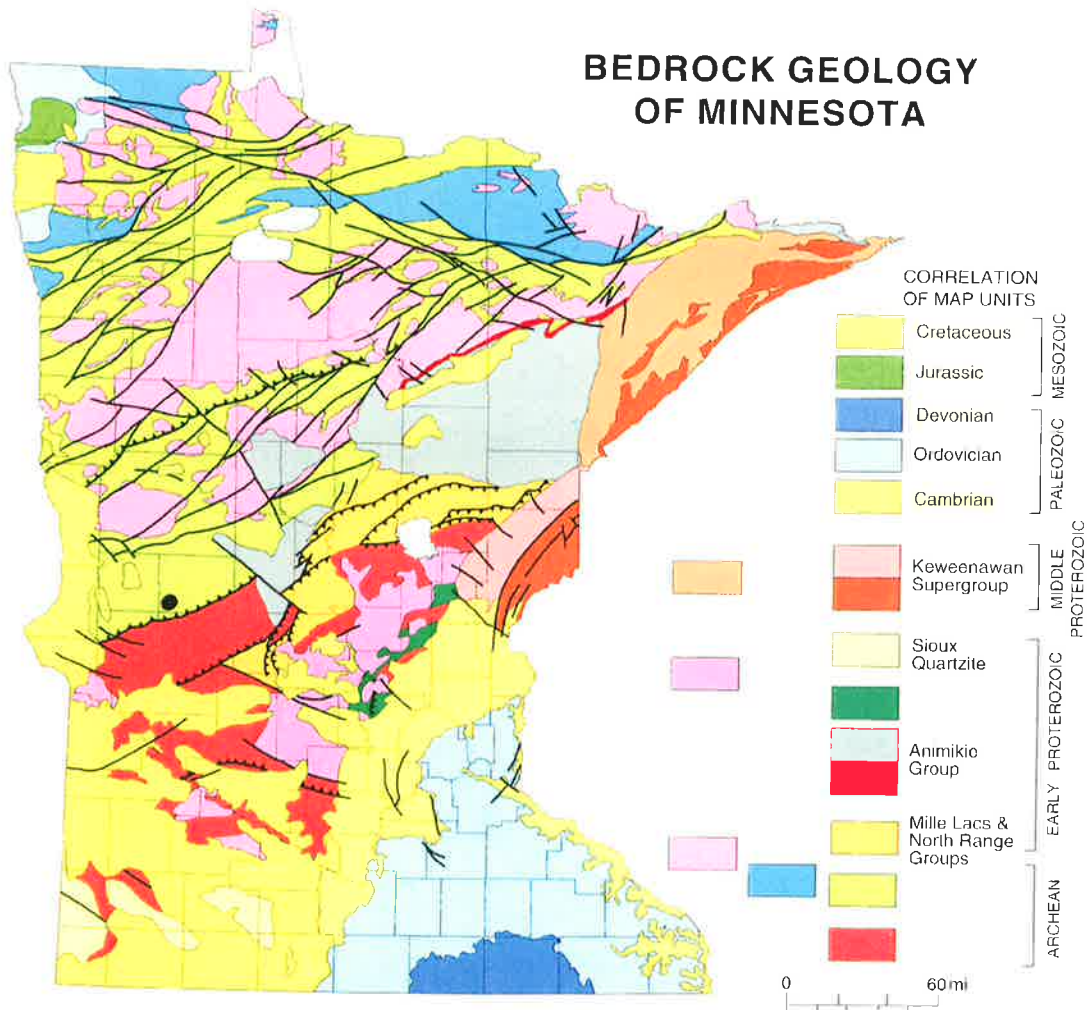 BEDROCK GEOLOGY
OF MINNESOTA
CORRELATION
OF MAP UNITS
Cretaceous
Jurassic
MESOZOIC
Devonian
Ordovician
Cambrian
PALEOZOIC
Keweenawan
Supergroup
MIDDLE
PROTEROZOIC
Sioux
Quartzite
Animikie
Group
Mille Lacs &
North Range
Groups
EARLY PROTEROZOIC
ARCHEAN
0 60 mi